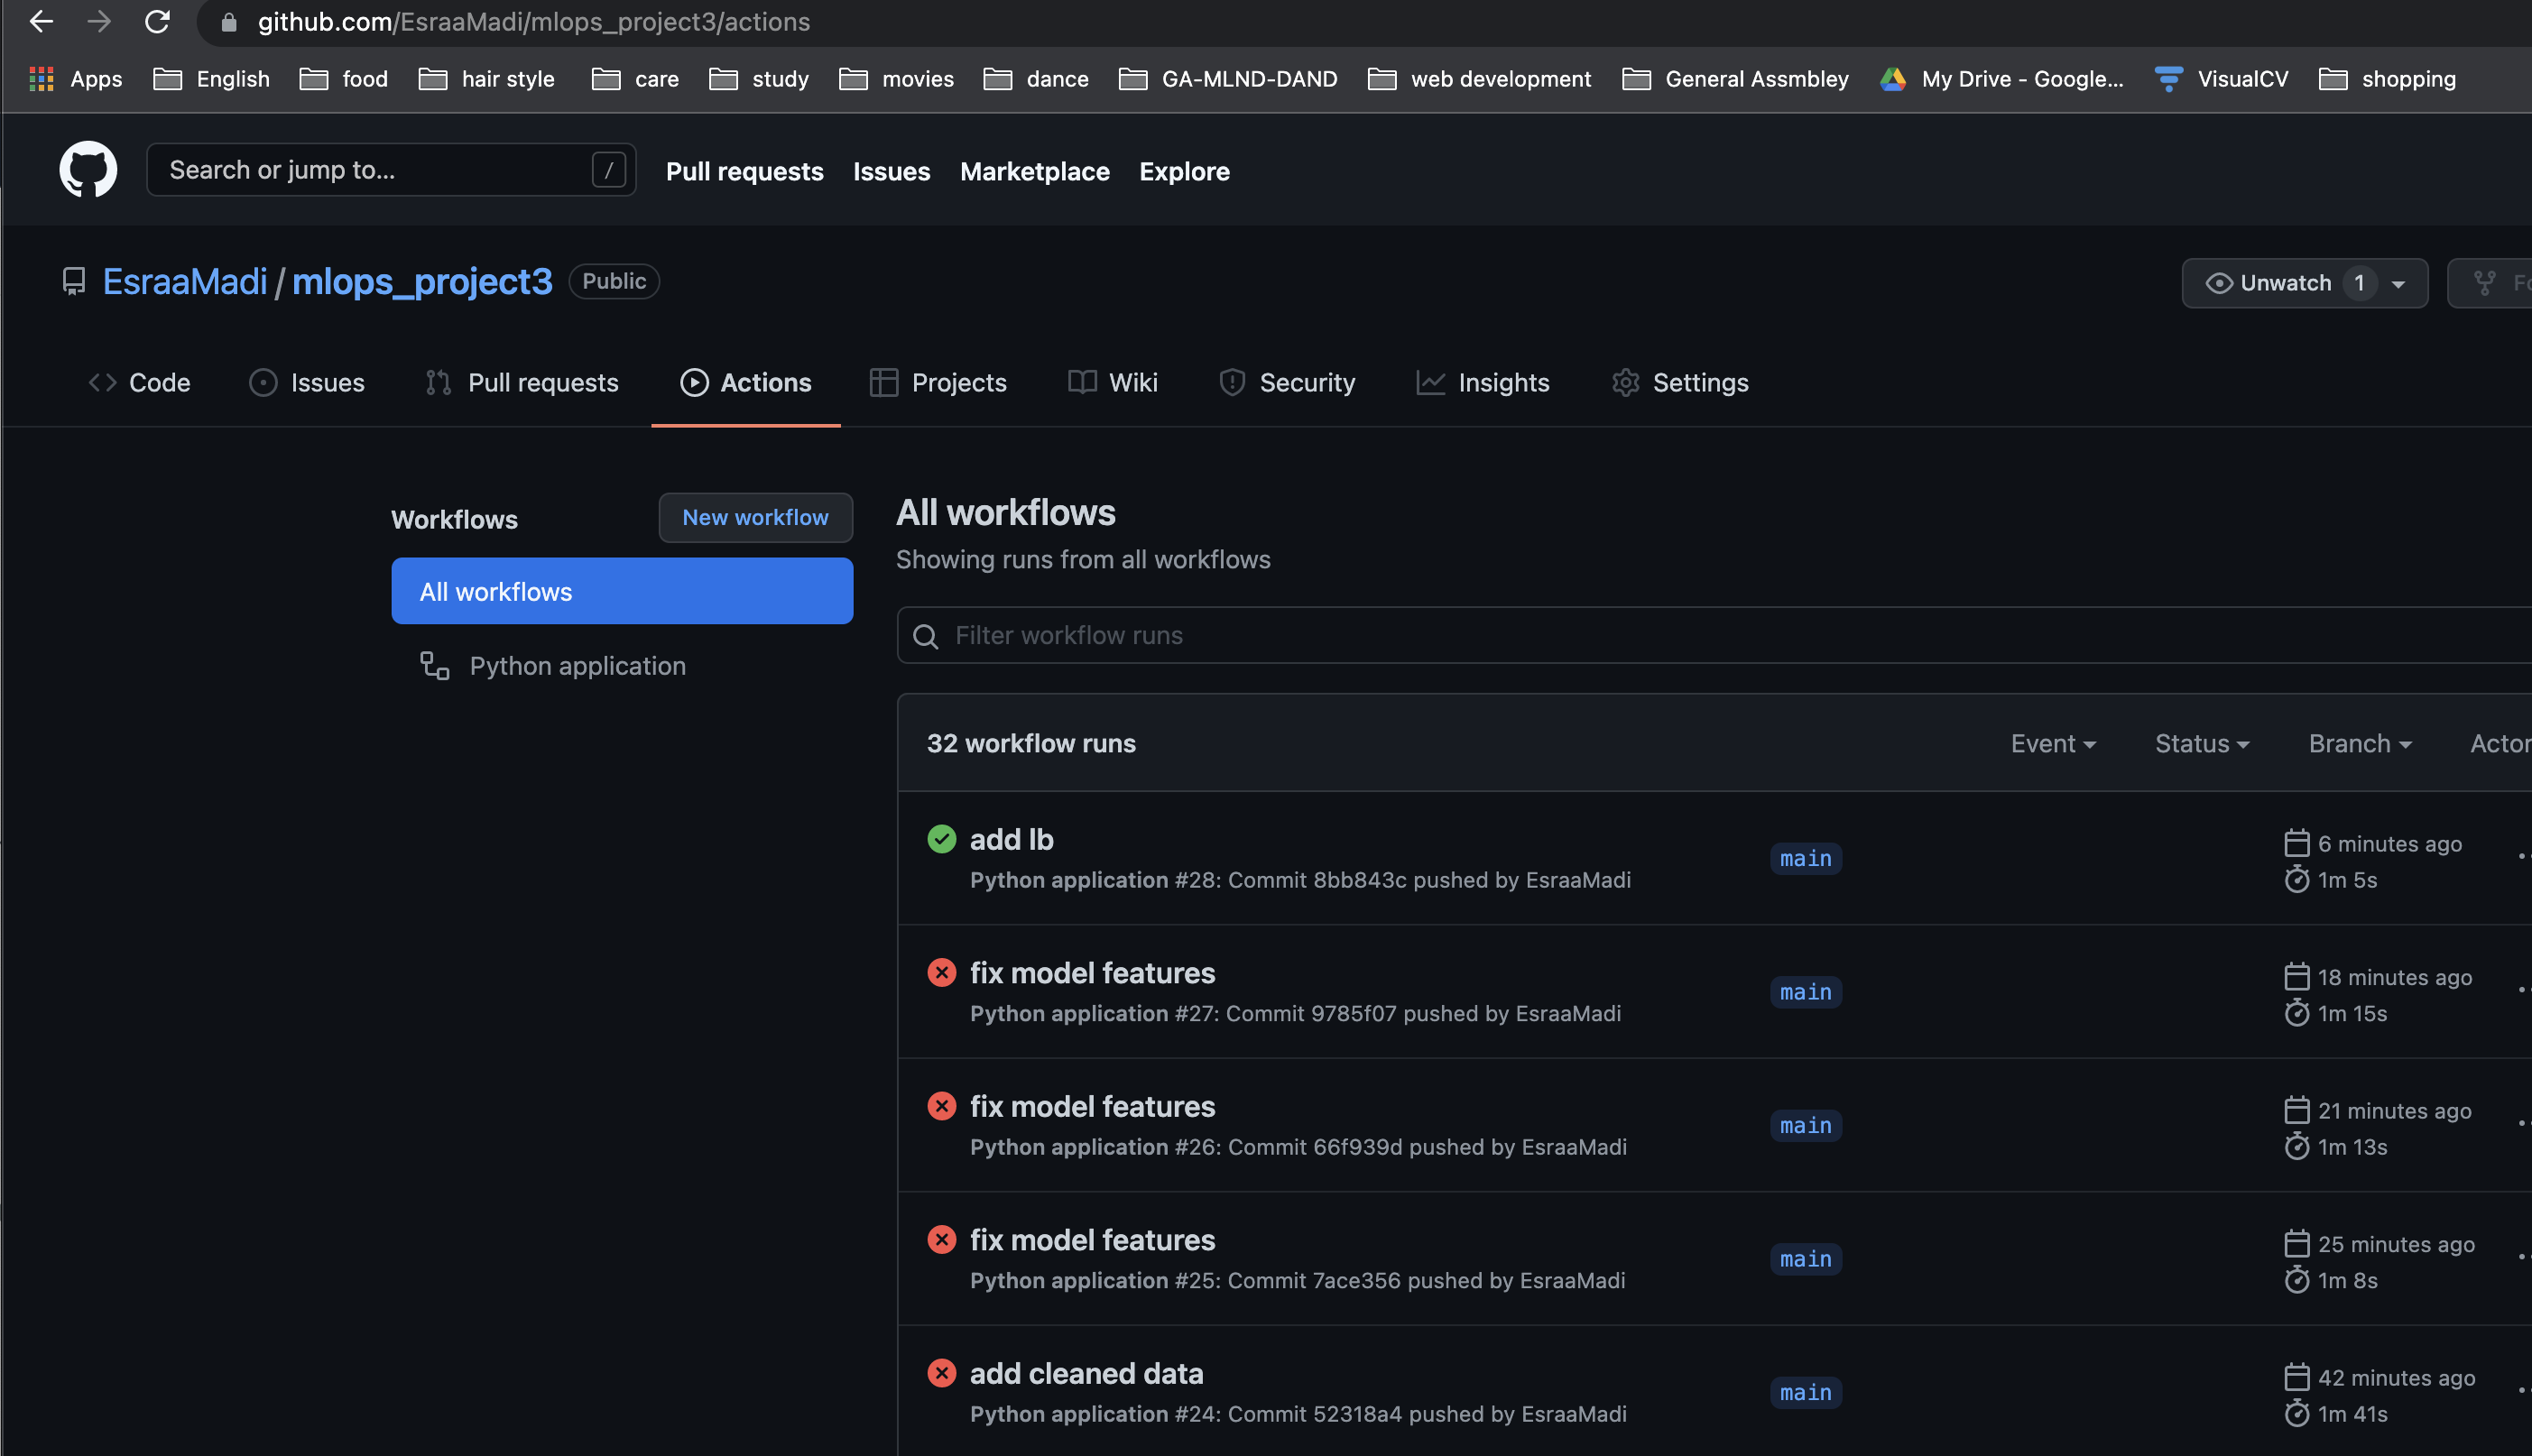 github.com/EsraaMadi/mlops_project3/actions
Apps English food hair style care study movies dance GA-MLND-DAND web development General Assmbley My Drive - Google... VisualCV shopping
Search or jump to... / Pull requests Issues Marketplace Explore
EsraaMadi / mlops_project3 Public Unwatch 1
Code Issues Pull requests Actions Projects Wiki Security Insights Settings
Workflows New workflow
All workflows
Python application
All workflows
Showing runs from all workflows
Filter workflow runs
32 workflow runs Event Status Branch Actor
add lb
Python application #28: Commit 8bb843c pushed by EsraaMadi
main
6 minutes ago
1m 5s
fix model features
Python application #27: Commit 9785f07 pushed by EsraaMadi
main
18 minutes ago
1m 15s
fix model features
Python application #26: Commit 66f939d pushed by EsraaMadi
main
21 minutes ago
1m 13s
fix model features
Python application #25: Commit 7ace356 pushed by EsraaMadi
main
25 minutes ago
1m 8s
add cleaned data
Python application #24: Commit 52318a4 pushed by EsraaMadi
main
42 minutes ago
1m 41s